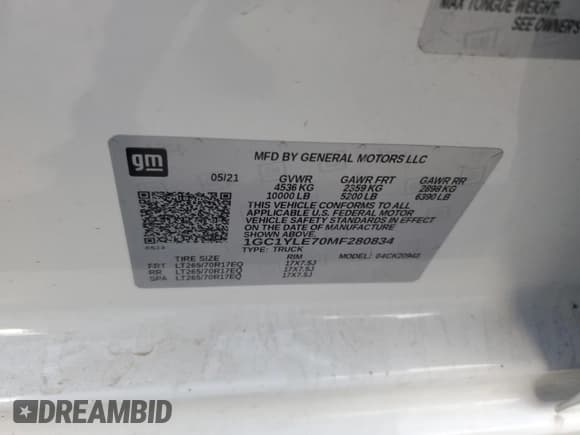 MAX TONGUE WEIGHT:
SEE OWNER'S
gm
MFD BY GENERAL MOTORS LLC
05/21 GVWR GAWR FRT GAWR RR
4536 KG 2359 KG 2898 KG
10000 LB 5200 LB 6390 LB
THIS VEHICLE CONFORMS TO ALL
APPLICABLE U.S. FEDERAL MOTOR
VEHICLE SAFETY STANDARDS IN EFFECT
ON THE DATE OF MANUFACTURE
SHOWN ABOVE.
1GC1YLE70MF280834
TYPE: TRUCK MODEL: 04CK20943
TIRE SIZE RIM
FRT LT265/70R17EQ 17X7.5J
RR LT265/70R17EQ 17X7.5J
SPA LT265/70R17EQ 17X7.5J
DREAMBID